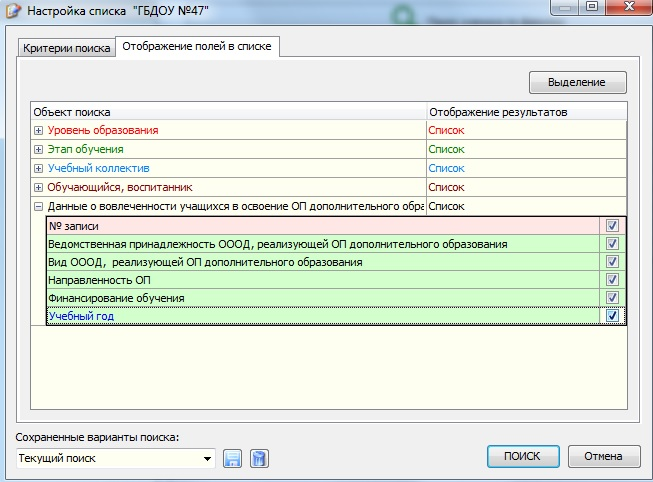 Настройка списка "ГБДОУ №47"
Критерии поиска
Отображение полей в списке
Выделение
Объект поиска Отображение результатов
Уровень образования Список
Этап обучения Список
Учебный коллектив Список
Обучающийся, воспитанник Список
Данные о вовлеченности учащихся в освоение ОП дополнительного обра Список
№ записи
Ведомственная принадлежность ОООД, реализующей ОП дополнительного образования
Вид ОООД, реализующей ОП дополнительного образования
Направленность ОП
Финансирование обучения
Учебный год
Сохраненные варианты поиска:
Текущий поиск
ПОИСК
Отмена